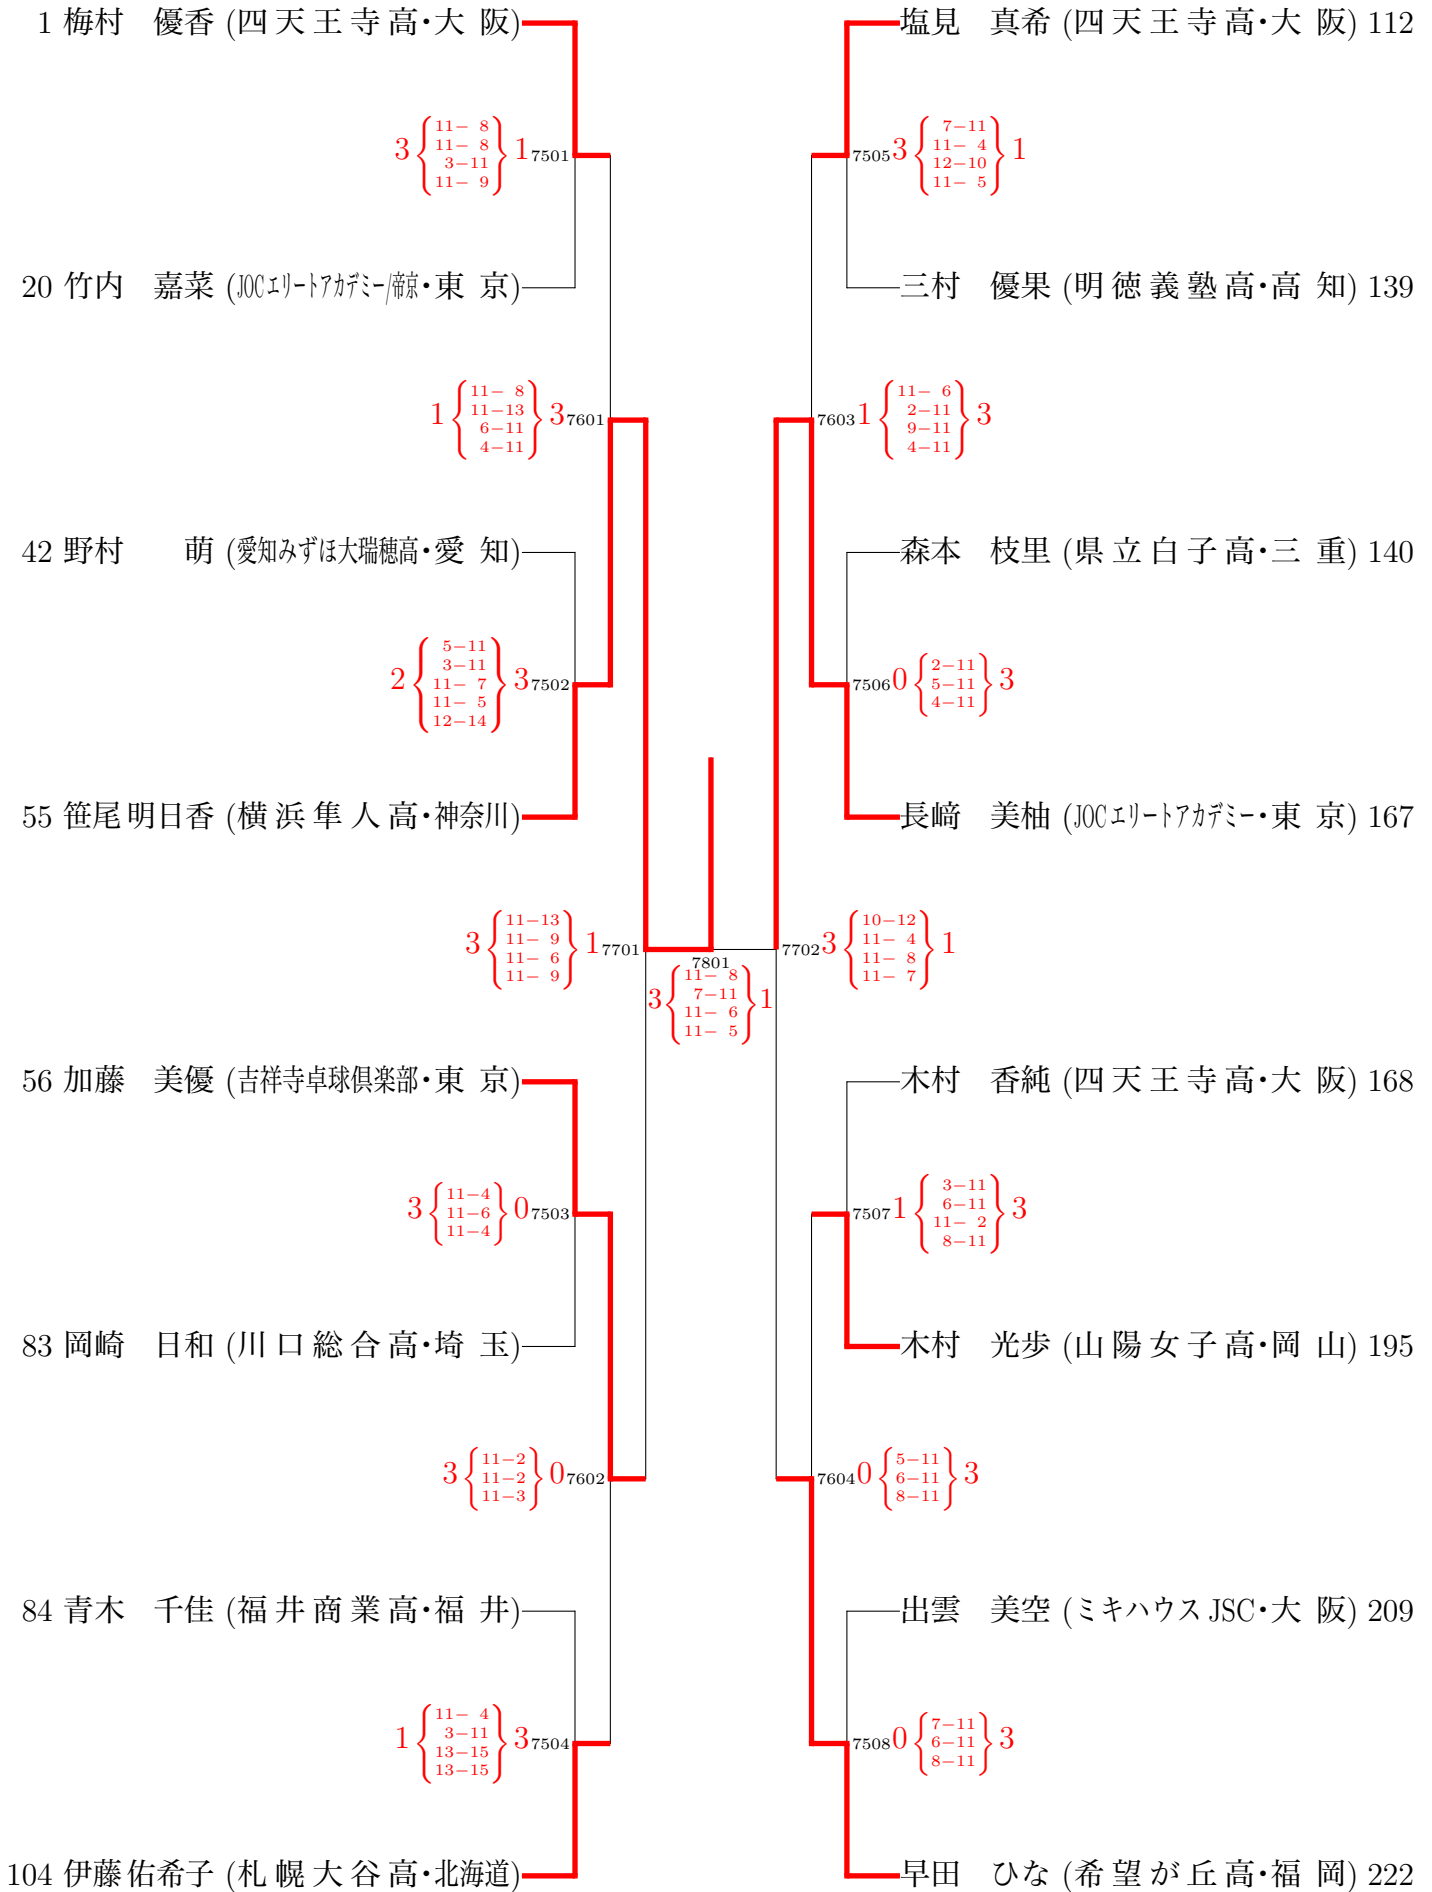 1 梅村 優香 (四天王寺高・大 阪)
塩見 真希 (四天王寺高・大 阪) 112
11- 8
11- 8
3 1 7501
3-11
11- 9
7-11
11- 4
7505 3 1
12-10
11- 5
20 竹内 嘉菜 (JOCエリートアカデミー/帝京・東 京)
三村 優果 (明徳義塾高・高 知) 139
11- 8
11-13
1 3 7601
6-11
4-11
11- 6
2-11
7603 1 3
9-11
4-11
42 野村 萌 (愛知みずほ大瑞穂高・愛 知)
森本 枝里 (県立白子高・三 重) 140
5-11
3-11
2 11- 7 3 7502
11- 5
12-14
2-11
7506 0 5-11 3
4-11
55 笹尾明日香 (横浜隼人高・神奈川)
長﨑 美柚 (JOCエリートアカデミー・東 京) 167
11-13
11- 9
3 1 7701
11- 6
11- 9
10-12
11- 4
7702 3 1
11- 8
11- 7
7801
11- 8
7-11
3 1
11- 6
11- 5
56 加藤 美優 (吉祥寺卓球倶楽部・東 京)
木村 香純 (四天王寺高・大 阪) 168
11-4
3 11-6 0 7503
11-4
3-11
6-11
7507 1 3
11- 2
8-11
83 岡崎 日和 (川口総合高・埼 玉)
木村 光歩 (山陽女子高・岡 山) 195
11-2
3 11-2 0 7602
11-3
5-11
7604 0 6-11 3
8-11
84 青木 千佳 (福井商業高・福 井)
出雲 美空 (ミキハウスJSC・大 阪) 209
11- 4
3-11
1 3 7504
13-15
13-15
7-11
7508 0 6-11 3
8-11
104 伊藤佑希子 (札幌大谷高・北海道)
早田 ひな (希望が丘高・福 岡) 222